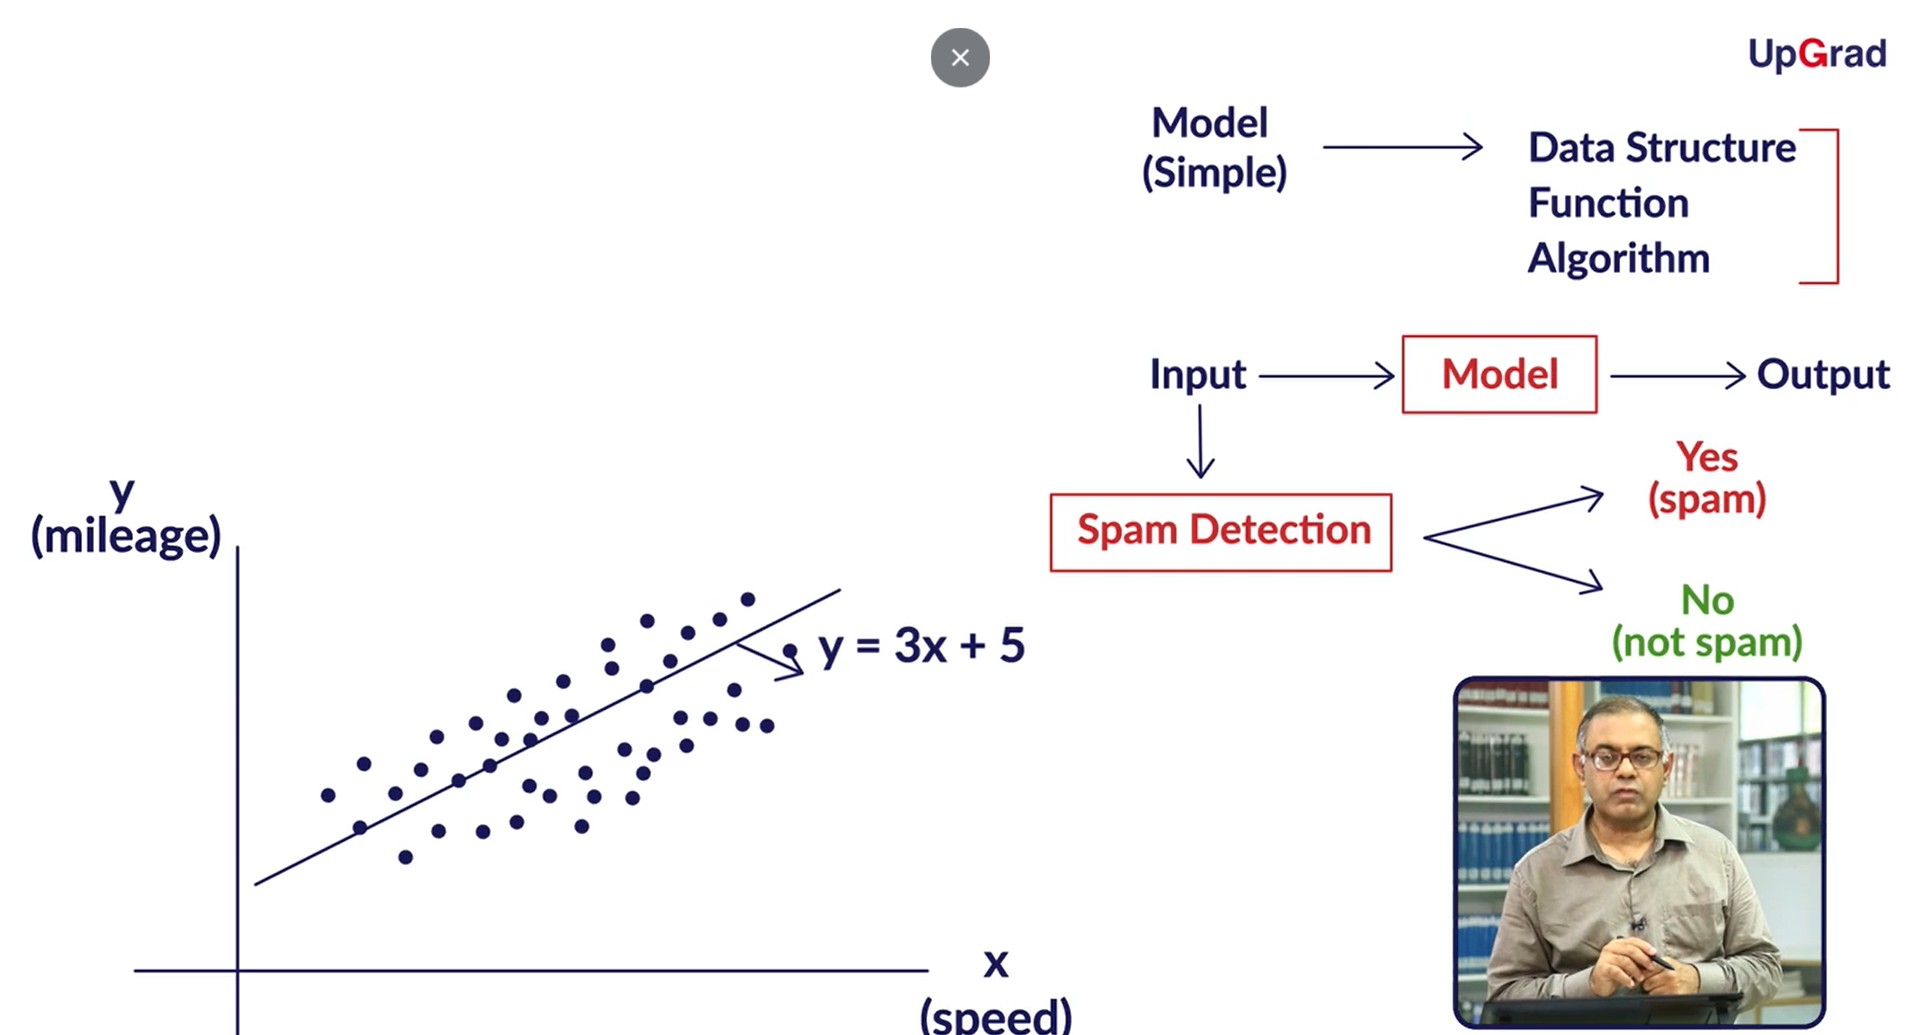 UpGrad
Model
(Simple)
Data Structure
Function
Algorithm
Input
Model
Output
Spam Detection
Yes
(spam)
No
(not spam)
y
(mileage)
y = 3x + 5
x
(speed)